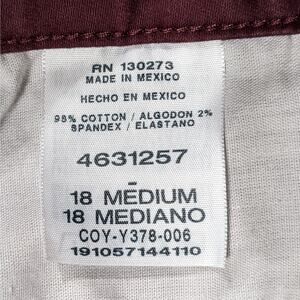 RN 130273
MADE IN MEXICO
HECHO EN MEXICO
98% COTTON / ALGODON 2%
SPANDEX / ELASTANO
4631257
-
18 MEDIUM
18 MEDIANO
COY-Y378-006
191057144110